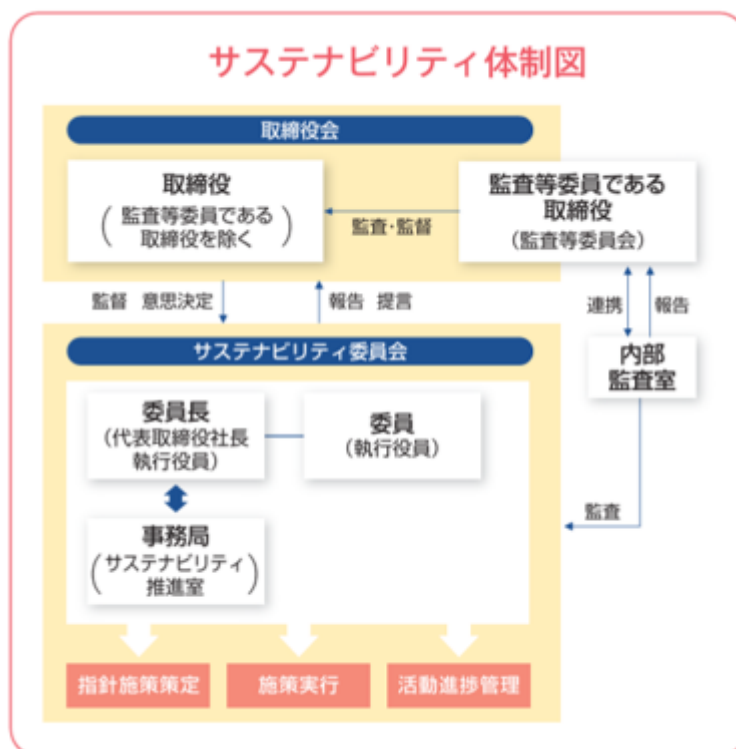 サステナビリティ体制図
取締役会
取締役
(監査等委員である
取締役を除く)
監査・監督
監査等委員である
取締役
(監査等委員会)
監督 意思決定
報告 提言
連携
報告
サステナビリティ委員会
内部
監査室
委員長
(代表取締役社長
執行役員)
委員
(執行役員)
監査
事務局
(サステナビリティ
推進室)
指針施策策定
施策実行
活動進捗管理